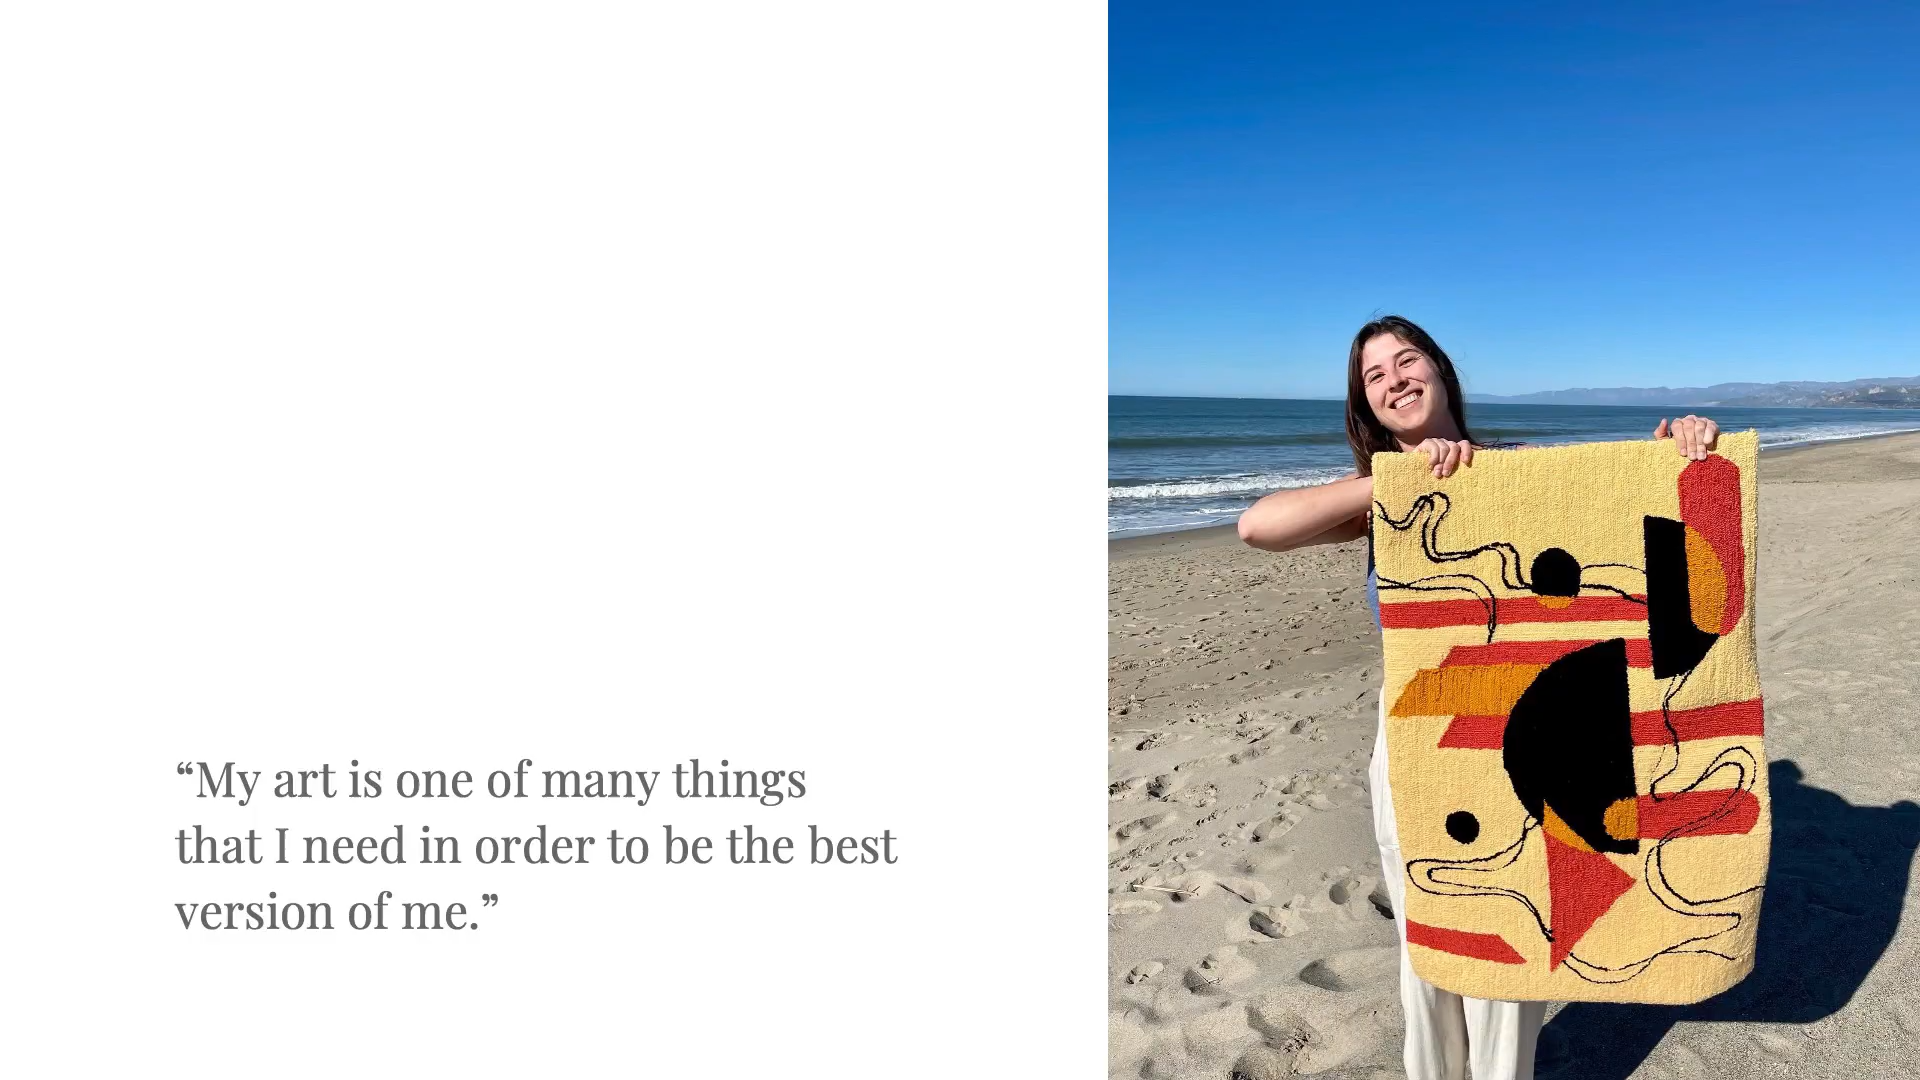 “My art is one of many things
that I need in order to be the best
version of me.”